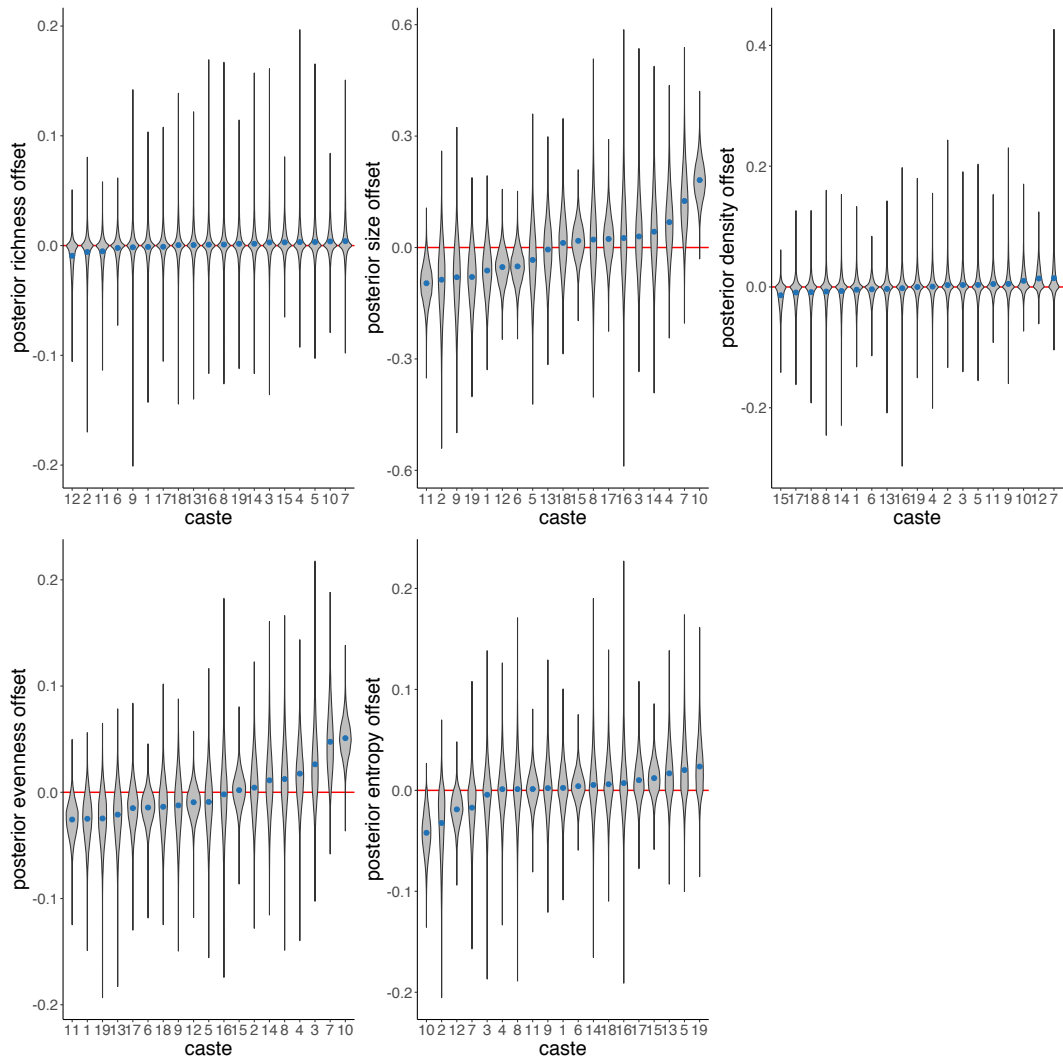 posterior richness offset
0.2
0.1
0.0
-0.1
-0.2
12 2 11 6 9 1 17 18 13 16 8 19 14 3 15 4 5 10 7
caste
posterior size offset
0.6
0.3
0.0
-0.3
-0.6
11 2 9 19 1 12 6 5 13 18 15 8 17 16 3 14 4 7 10
caste
posterior density offset
0.4
0.2
0.0
-0.2
15 17 18 8 14 1 6 13 16 19 4 2 3 5 11 9 10 12 7
caste
posterior evenness offset
0.2
0.1
0.0
-0.1
-0.2
11 1 19 13 17 6 18 9 12 5 16 15 2 14 8 4 3 7 10
caste
posterior entropy offset
0.2
0.1
0.0
-0.1
-0.2
10 2 12 7 3 4 8 11 9 1 6 14 18 16 17 15 13 5 19
caste